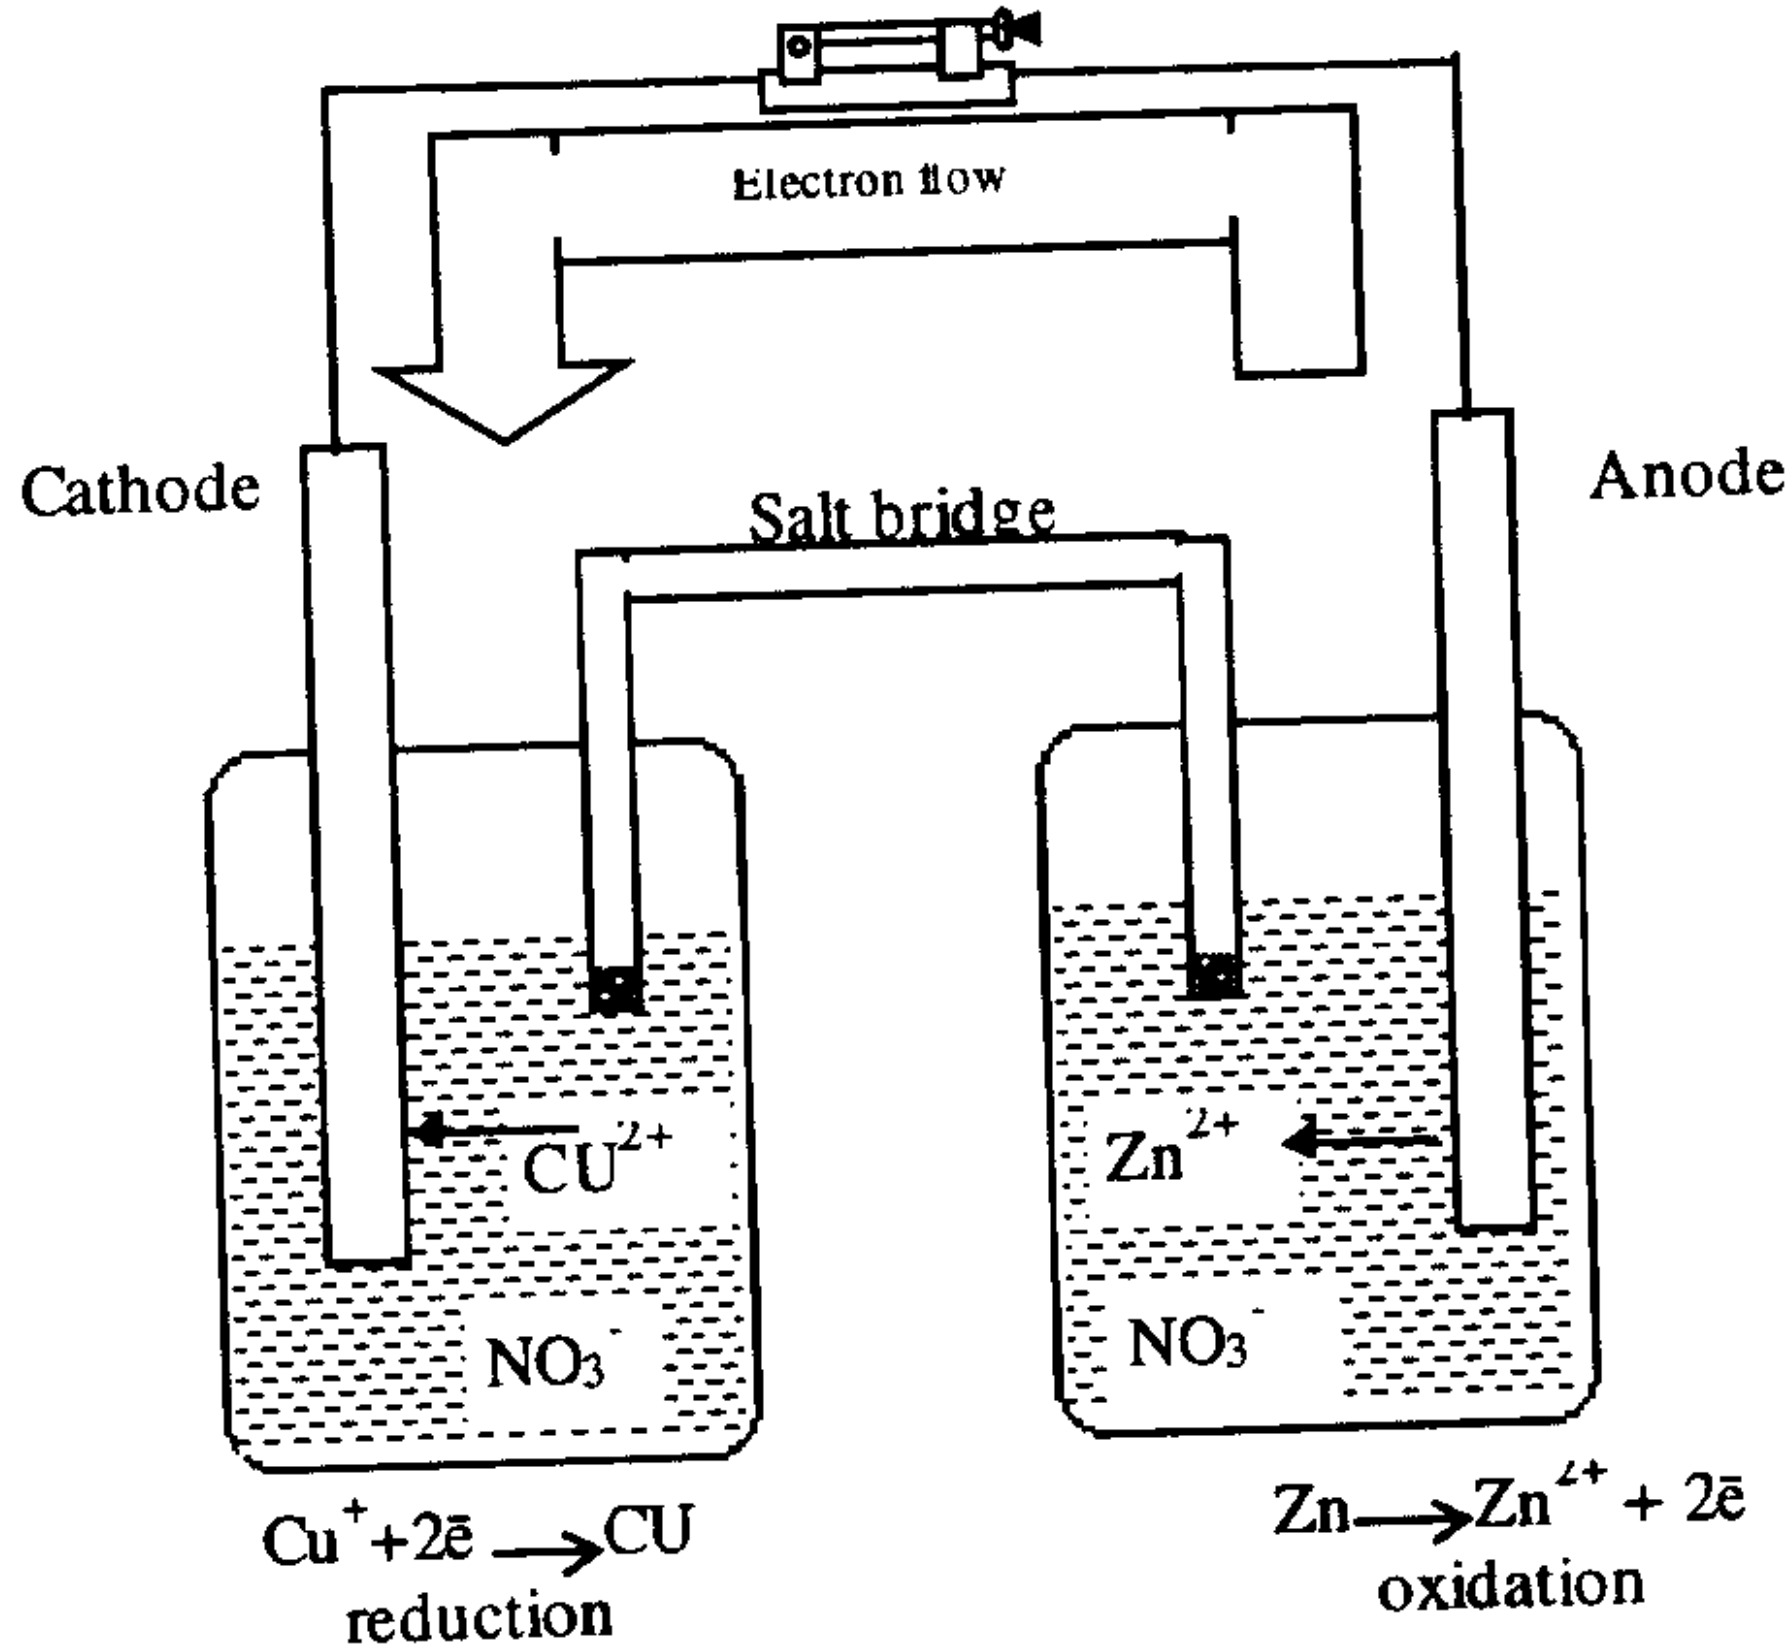 Electron flow
Cathode
Anode
Salt bridge
CU²⁺
Zn²⁺
NO₃⁻
NO₃⁻
Cu⁺+2ē → CU
reduction
Zn → Zn²⁺ + 2ē
oxidation